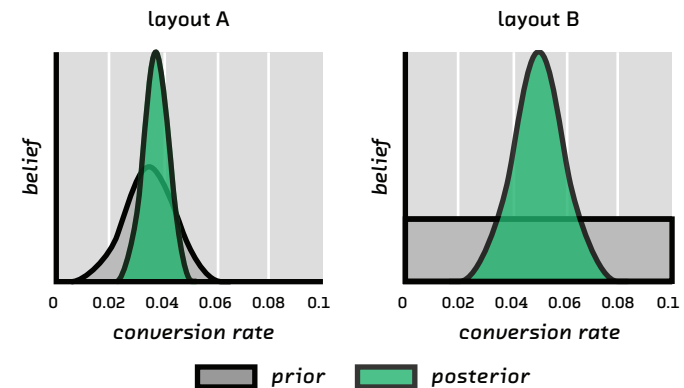 layout A
belief
0 0.02 0.04 0.06 0.08 0.1
conversion rate
layout B
belief
0 0.02 0.04 0.06 0.08 0.1
conversion rate
prior posterior